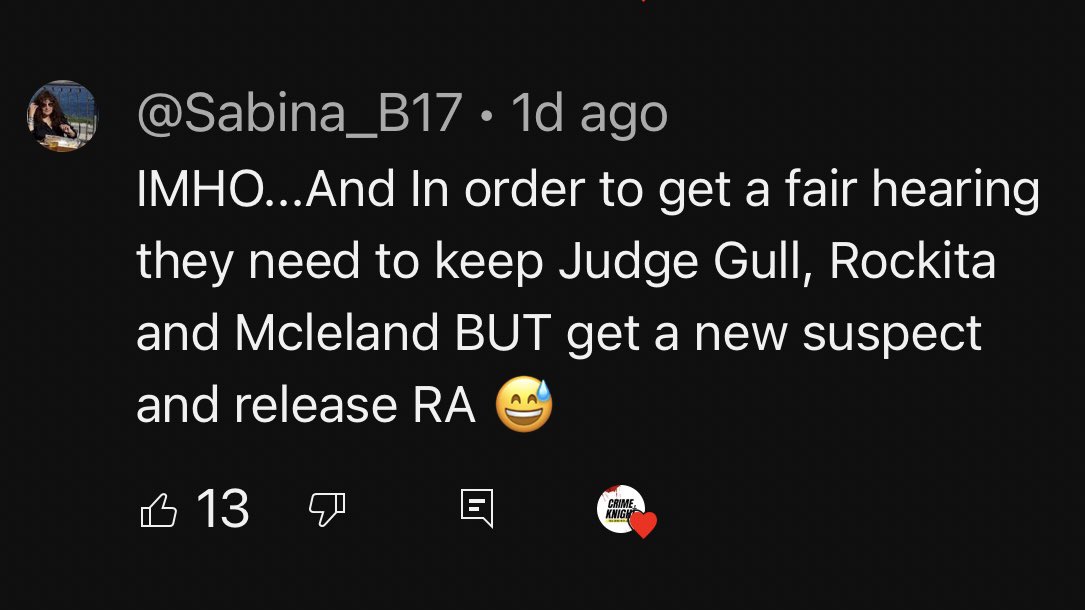 @Sabina_B17 • 1d ago
IMHO...And In order to get a fair hearing
they need to keep Judge Gull, Rockita
and Mcleland BUT get a new suspect
and release RA 😅
13
CRIME
KNIGH